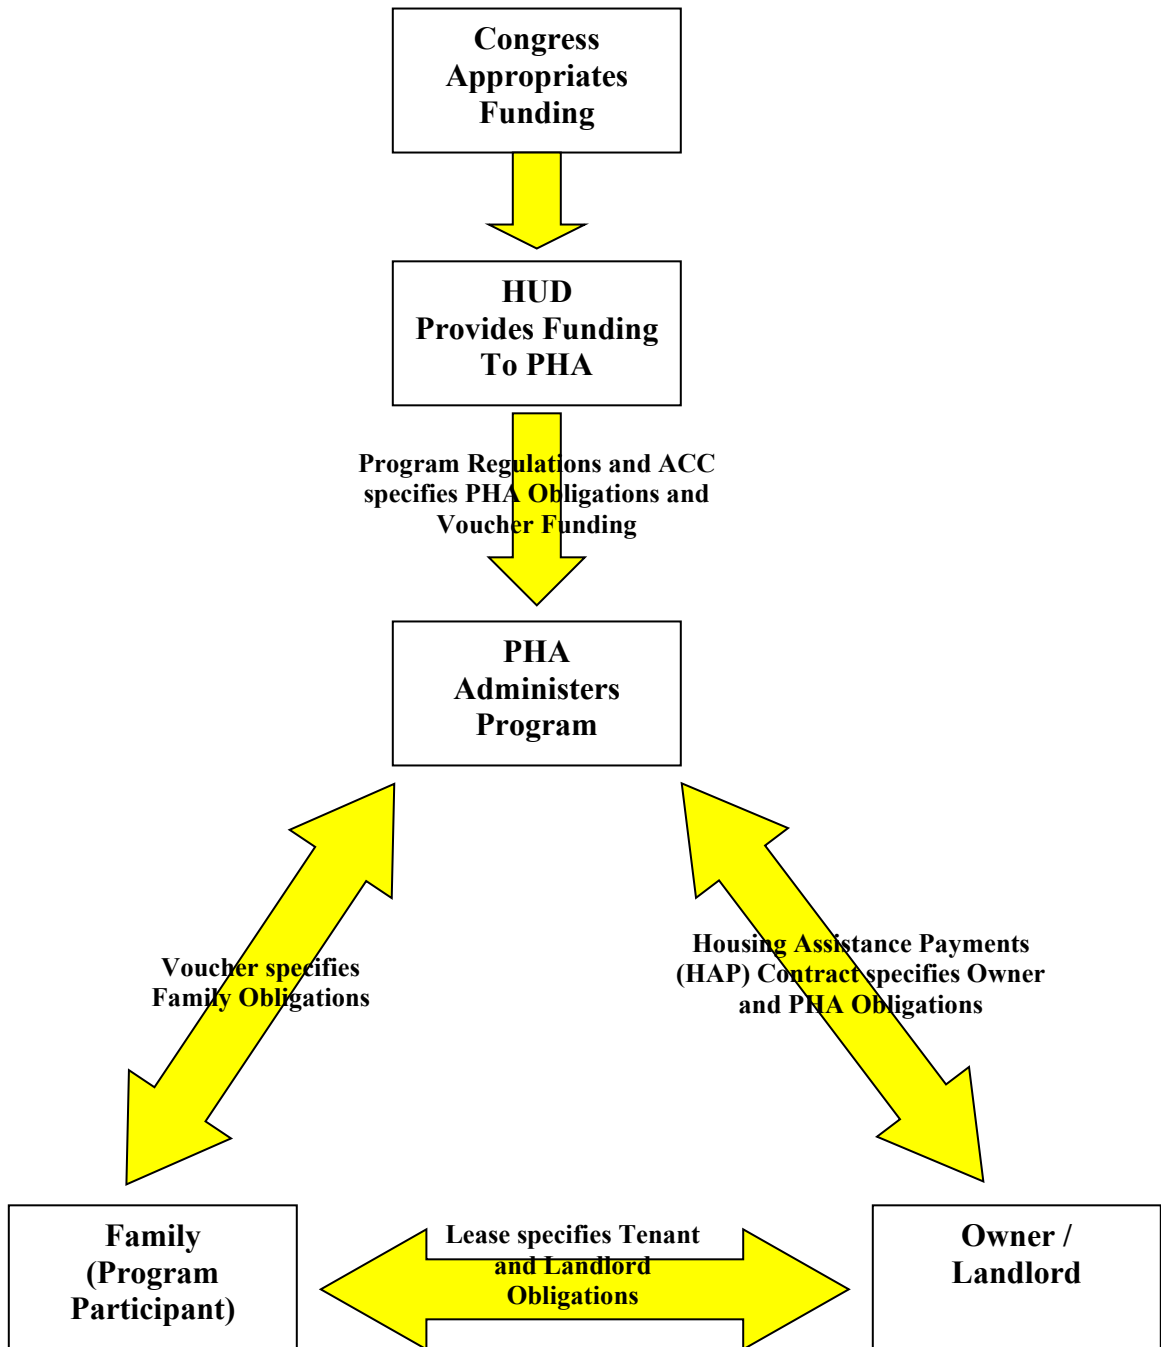 Congress
Appropriates
Funding
HUD
Provides Funding
To PHA
Program Regulations and ACC
specifies PHA Obligations and
Voucher Funding
PHA
Administers
Program
Voucher specifies
Family Obligations
Housing Assistance Payments
(HAP) Contract specifies Owner
and PHA Obligations
Family
(Program
Participant)
Lease specifies Tenant
and Landlord
Obligations
Owner /
Landlord